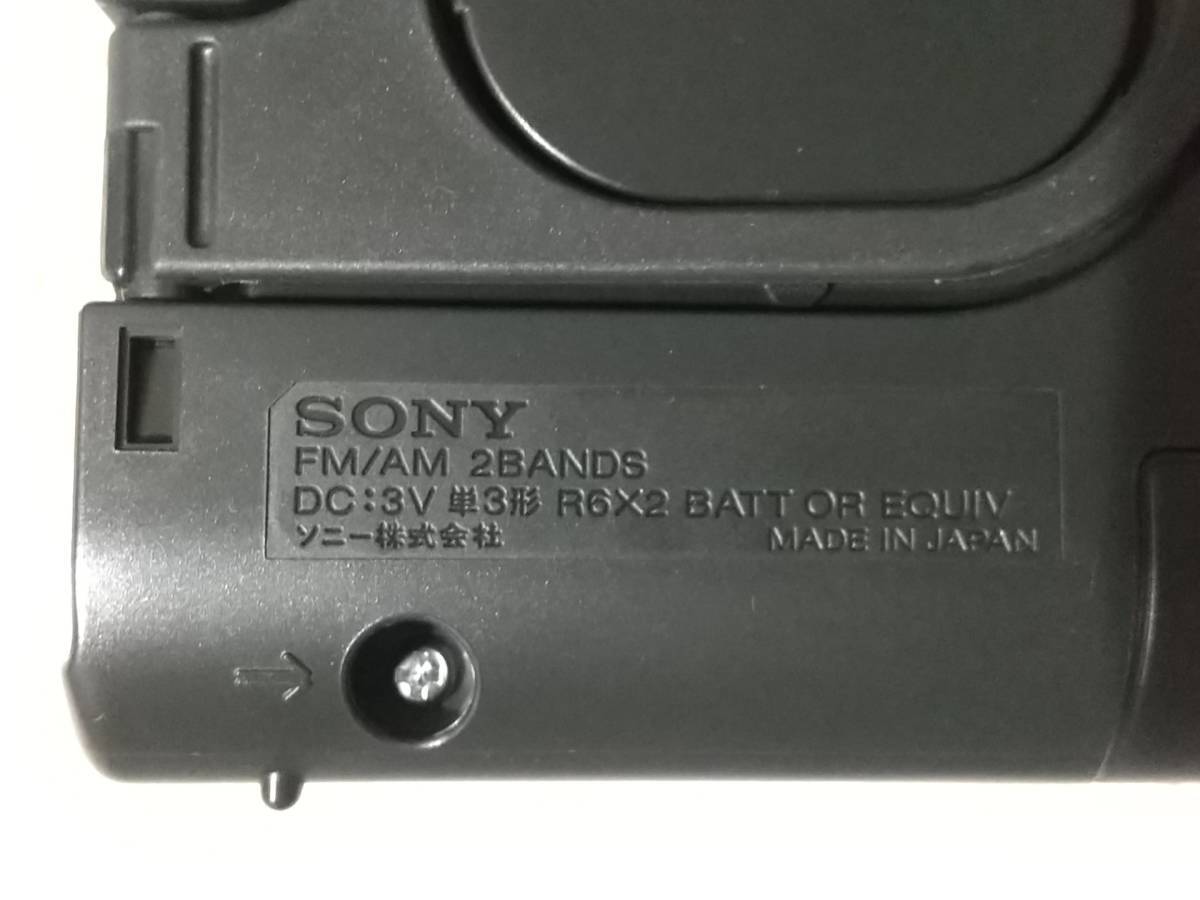 SONY
FM/AM 2BANDS
DC:3V 単3形 R6X2 BATT OR EQUIV
ソニー株式会社 MADE IN JAPAN